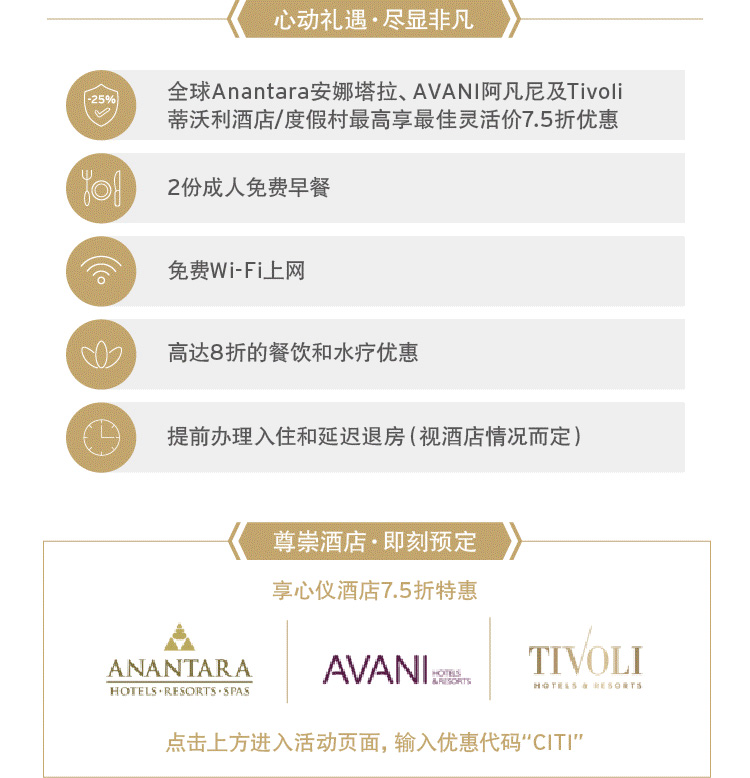 心动礼遇·尽显非凡
-25%
全球Anantara安娜塔拉、AVANI阿凡尼及Tivoli
蒂沃利酒店/度假村最高享最佳灵活价7.5折优惠
2份成人免费早餐
免费Wi-Fi上网
高达8折的餐饮和水疗优惠
提前办理入住和延迟退房(视酒店情况而定)
尊崇酒店·即刻预定
享心仪酒店7.5折特惠
ANANTARA
HOTELS·RESORTS·SPAS
AVANI
HOTELS
&RESORTS
TIVOLI
HOTELS & RESORTS
点击上方进入活动页面, 输入优惠代码“CITI”